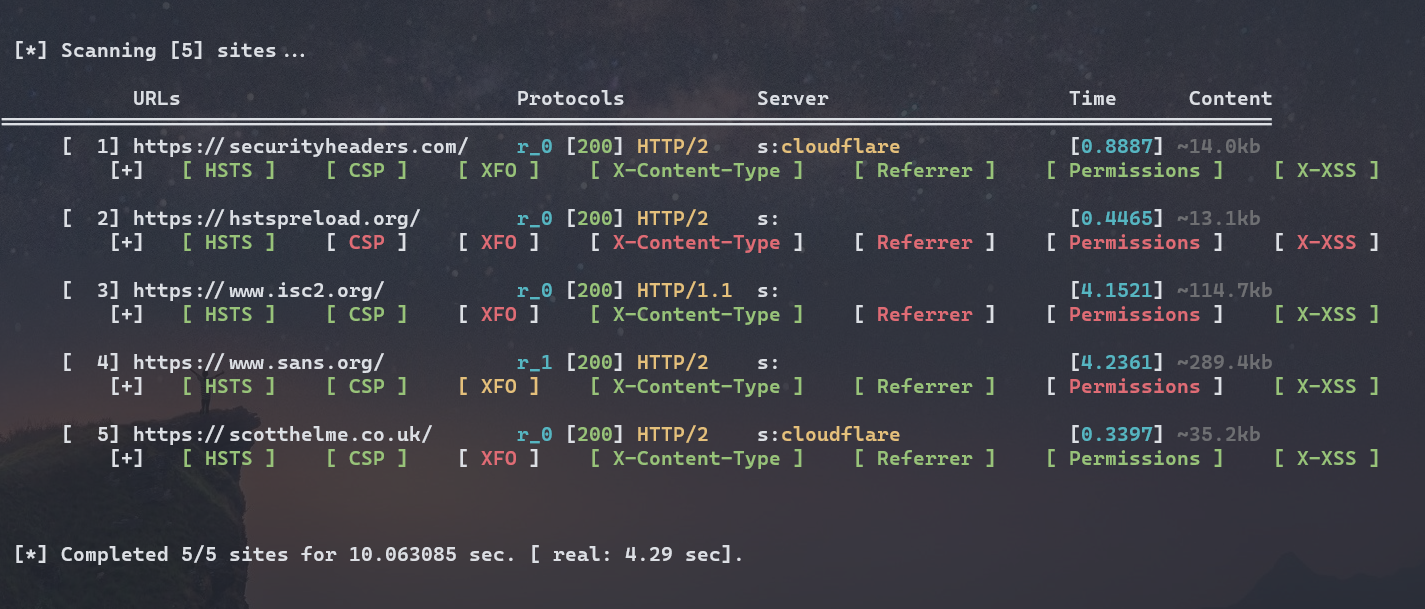 [*] Scanning [5] sites...
URLs Protocols Server Time Content
[ 1] https://securityheaders.com/ r_0 [200] HTTP/2 s:cloudflare [0.8887] ~14.0kb
[+] [ HSTS ] [ CSP ] [ XFO ] [ X-Content-Type ] [ Referrer ] [ Permissions ] [ X-XSS ]
[ 2] https://hstspreload.org/ r_0 [200] HTTP/2 s: [0.4465] ~13.1kb
[+] [ HSTS ] [ CSP ] [ XFO ] [ X-Content-Type ] [ Referrer ] [ Permissions ] [ X-XSS ]
[ 3] https://www.isc2.org/ r_0 [200] HTTP/1.1 s: [4.1521] ~114.7kb
[+] [ HSTS ] [ CSP ] [ XFO ] [ X-Content-Type ] [ Referrer ] [ Permissions ] [ X-XSS ]
[ 4] https://www.sans.org/ r_1 [200] HTTP/2 s: [4.2361] ~289.4kb
[+] [ HSTS ] [ CSP ] [ XFO ] [ X-Content-Type ] [ Referrer ] [ Permissions ] [ X-XSS ]
[ 5] https://scotthelme.co.uk/ r_0 [200] HTTP/2 s:cloudflare [0.3397] ~35.2kb
[+] [ HSTS ] [ CSP ] [ XFO ] [ X-Content-Type ] [ Referrer ] [ Permissions ] [ X-XSS ]
[*] Completed 5/5 sites for 10.063085 sec. [ real: 4.29 sec].